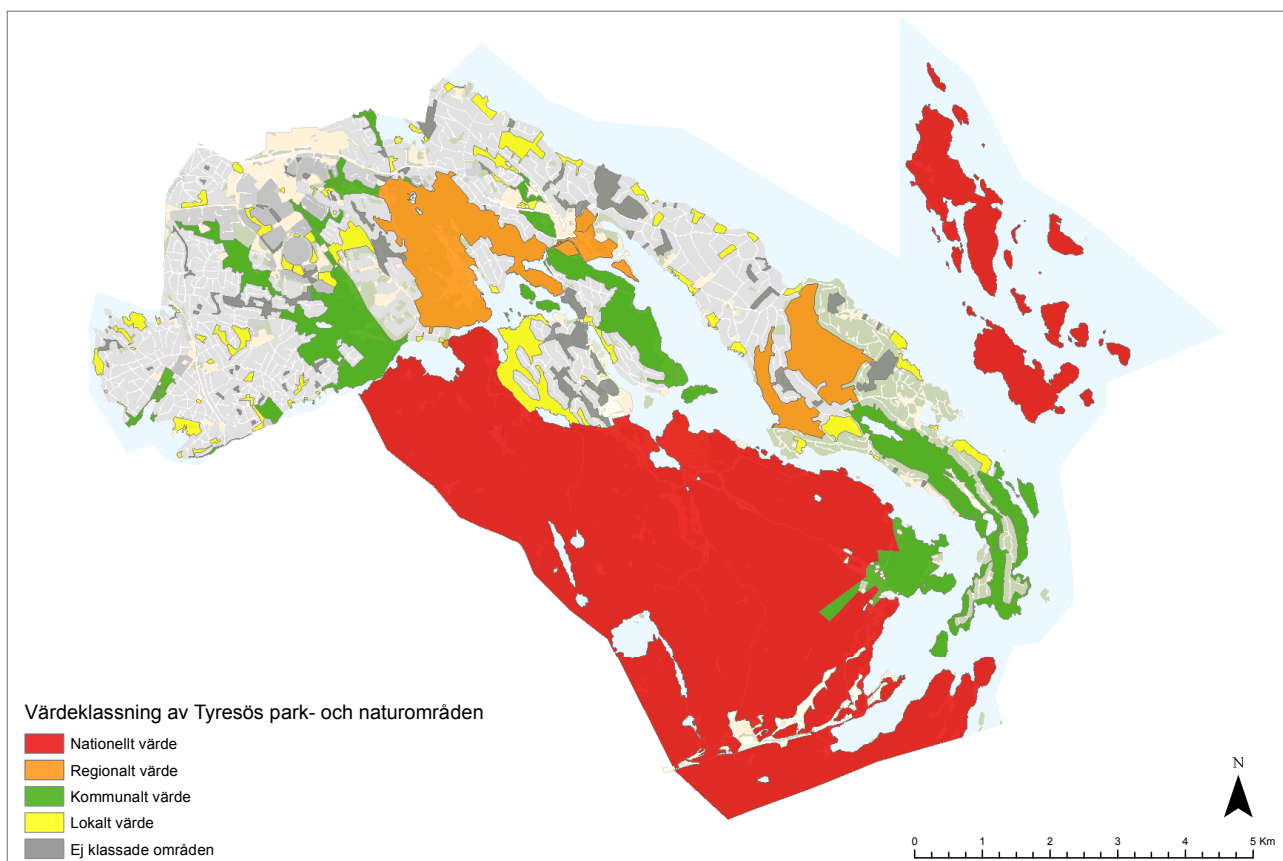 Värdeklassning av Tyresös park- och naturområden
Nationellt värde
Regionalt värde
Kommunalt värde
Lokalt värde
Ej klassade områden
N
0 1 2 3 4 5 Km